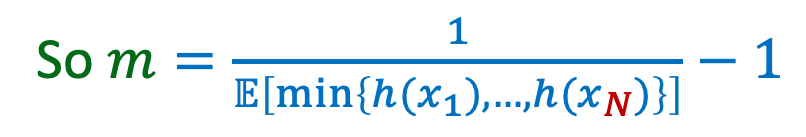 So m = 1 / 𝔼[min{h(x₁),...,h(x_N)}] − 1